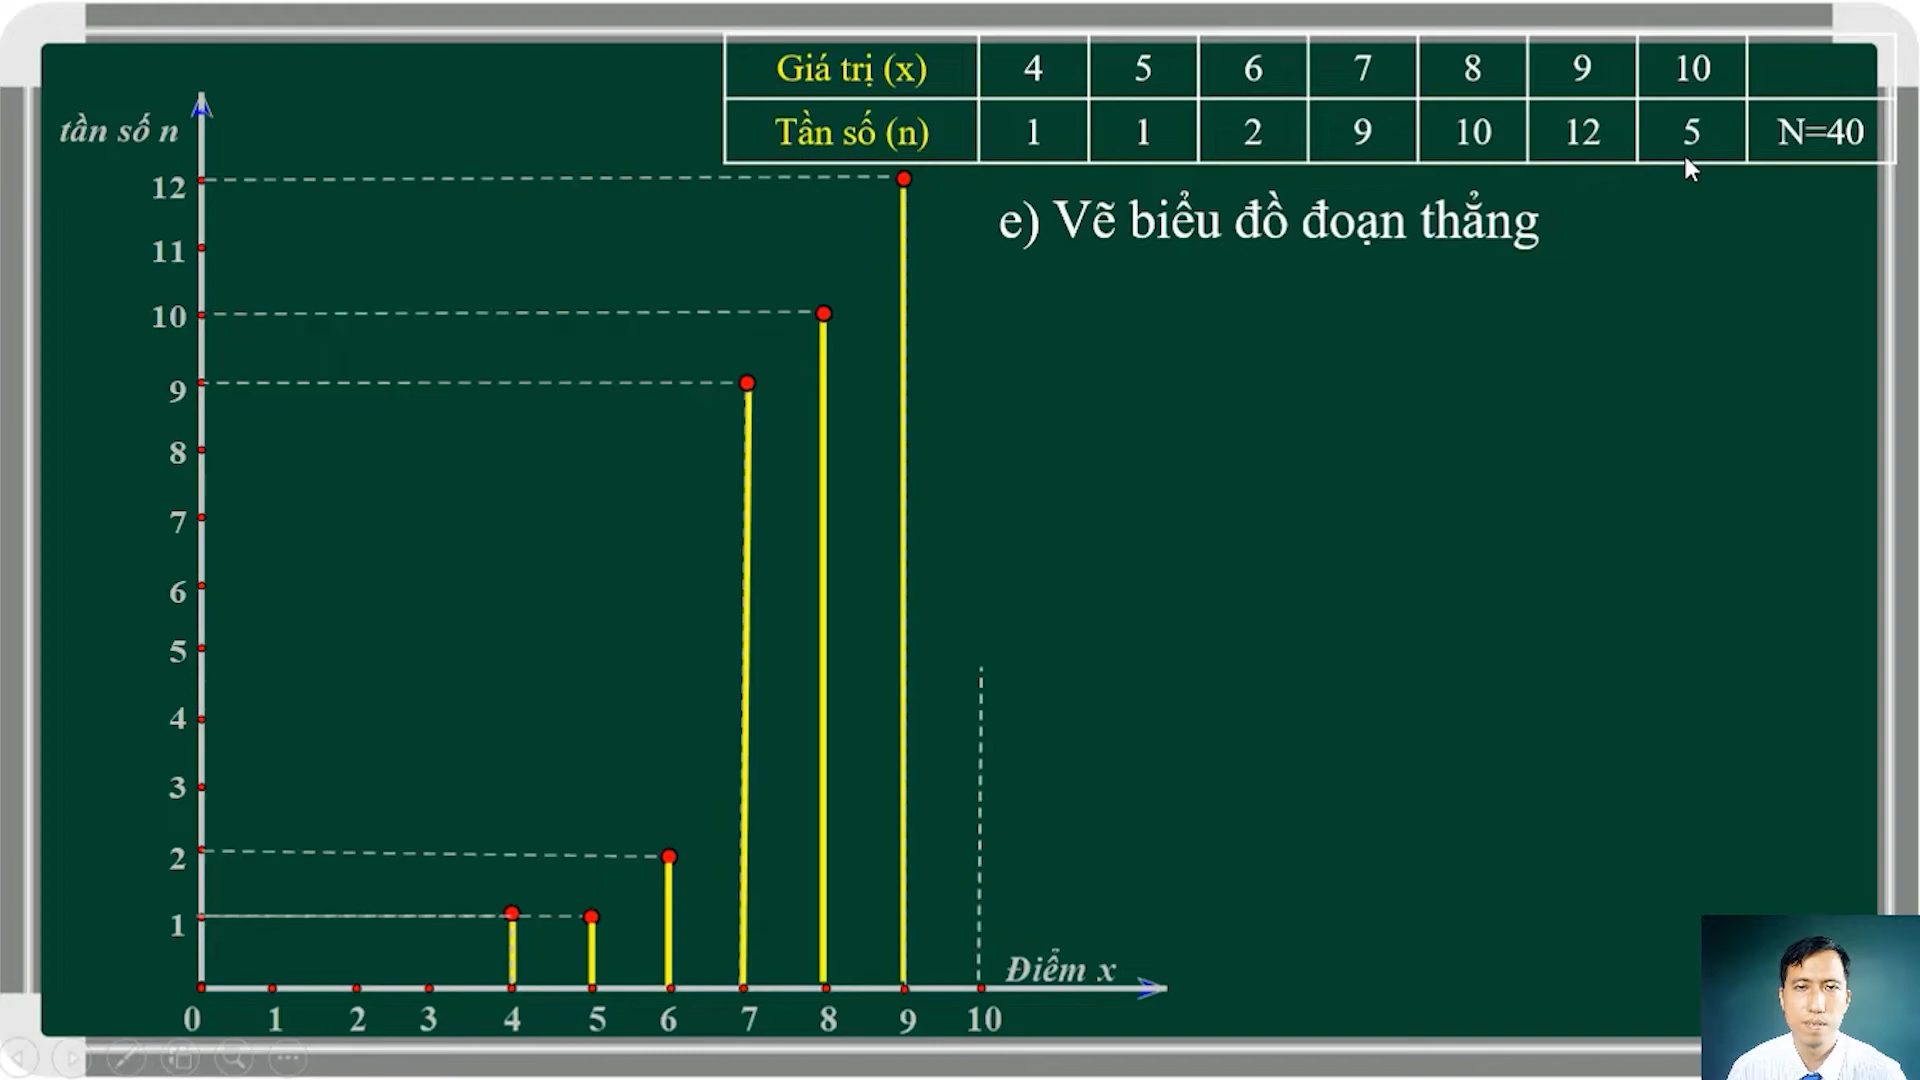 Giá trị (x) 4 5 6 7 8 9 10
Tần số (n) 1 1 2 9 10 12 5 N=40
e) Vẽ biểu đồ đoạn thẳng
tần số n
12
11
10
9
8
7
6
5
4
3
2
1
Điểm x
0 1 2 3 4 5 6 7 8 9 10